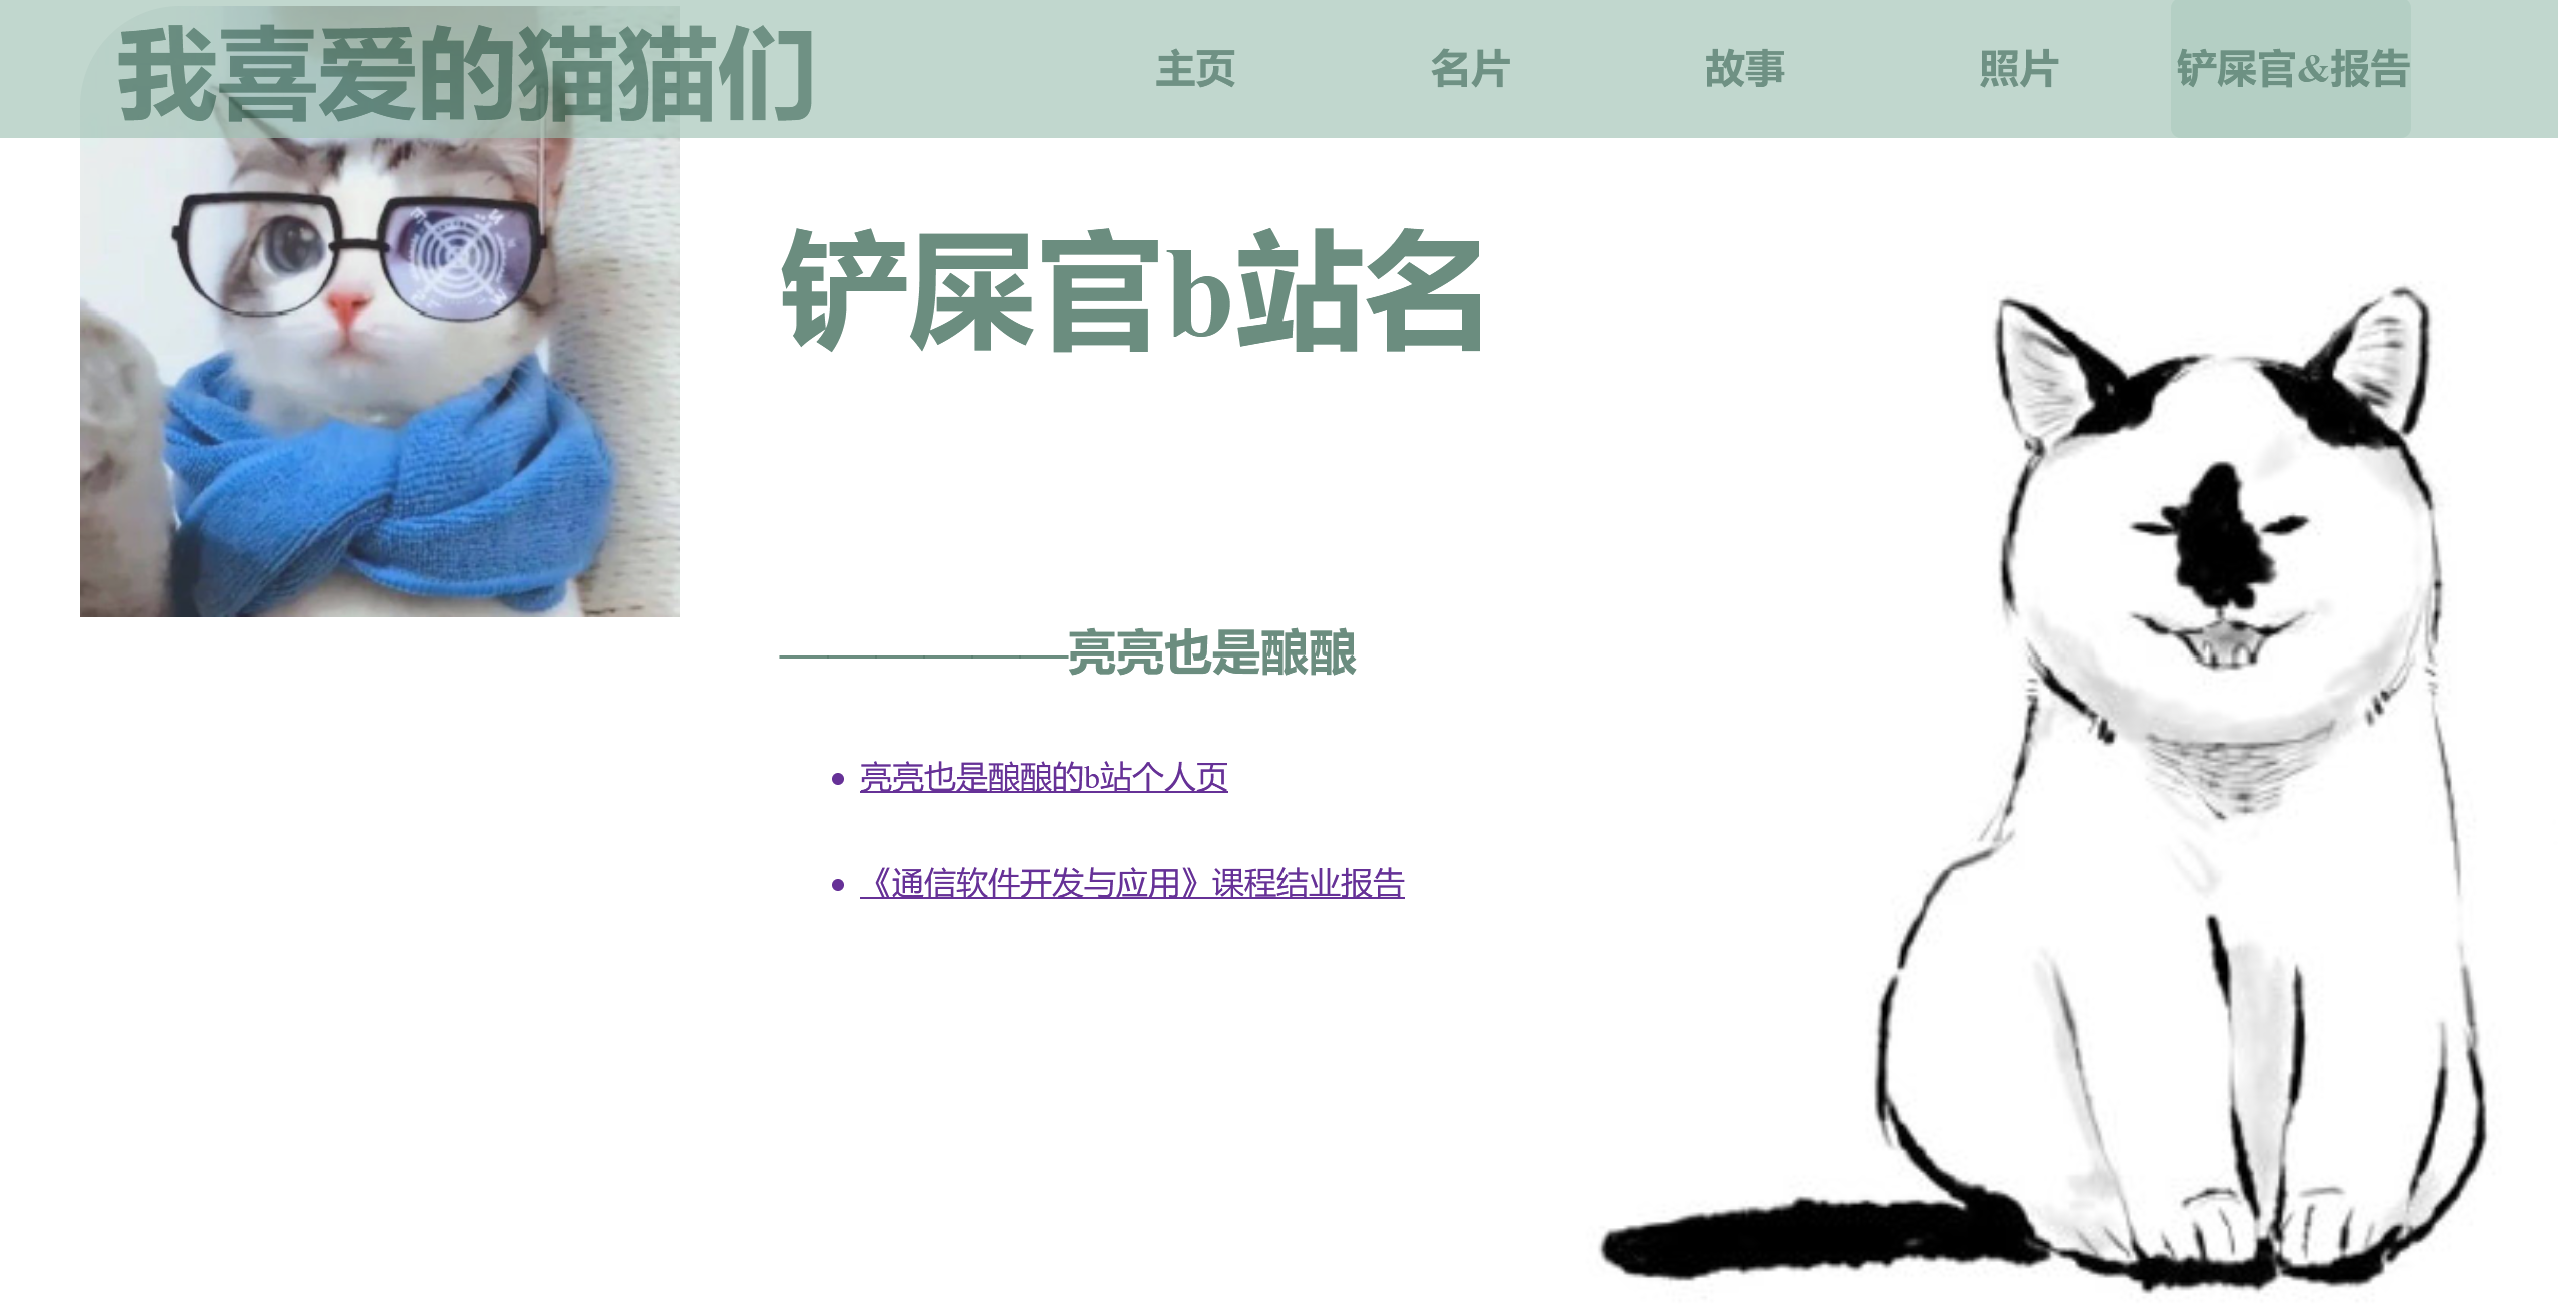 我喜爱的猫猫们
主页 名片 故事 照片 铲屎官&报告
铲屎官b站名
——————亮亮也是酿酿
亮亮也是酿酿的b站个人页
《通信软件开发与应用》课程结业报告